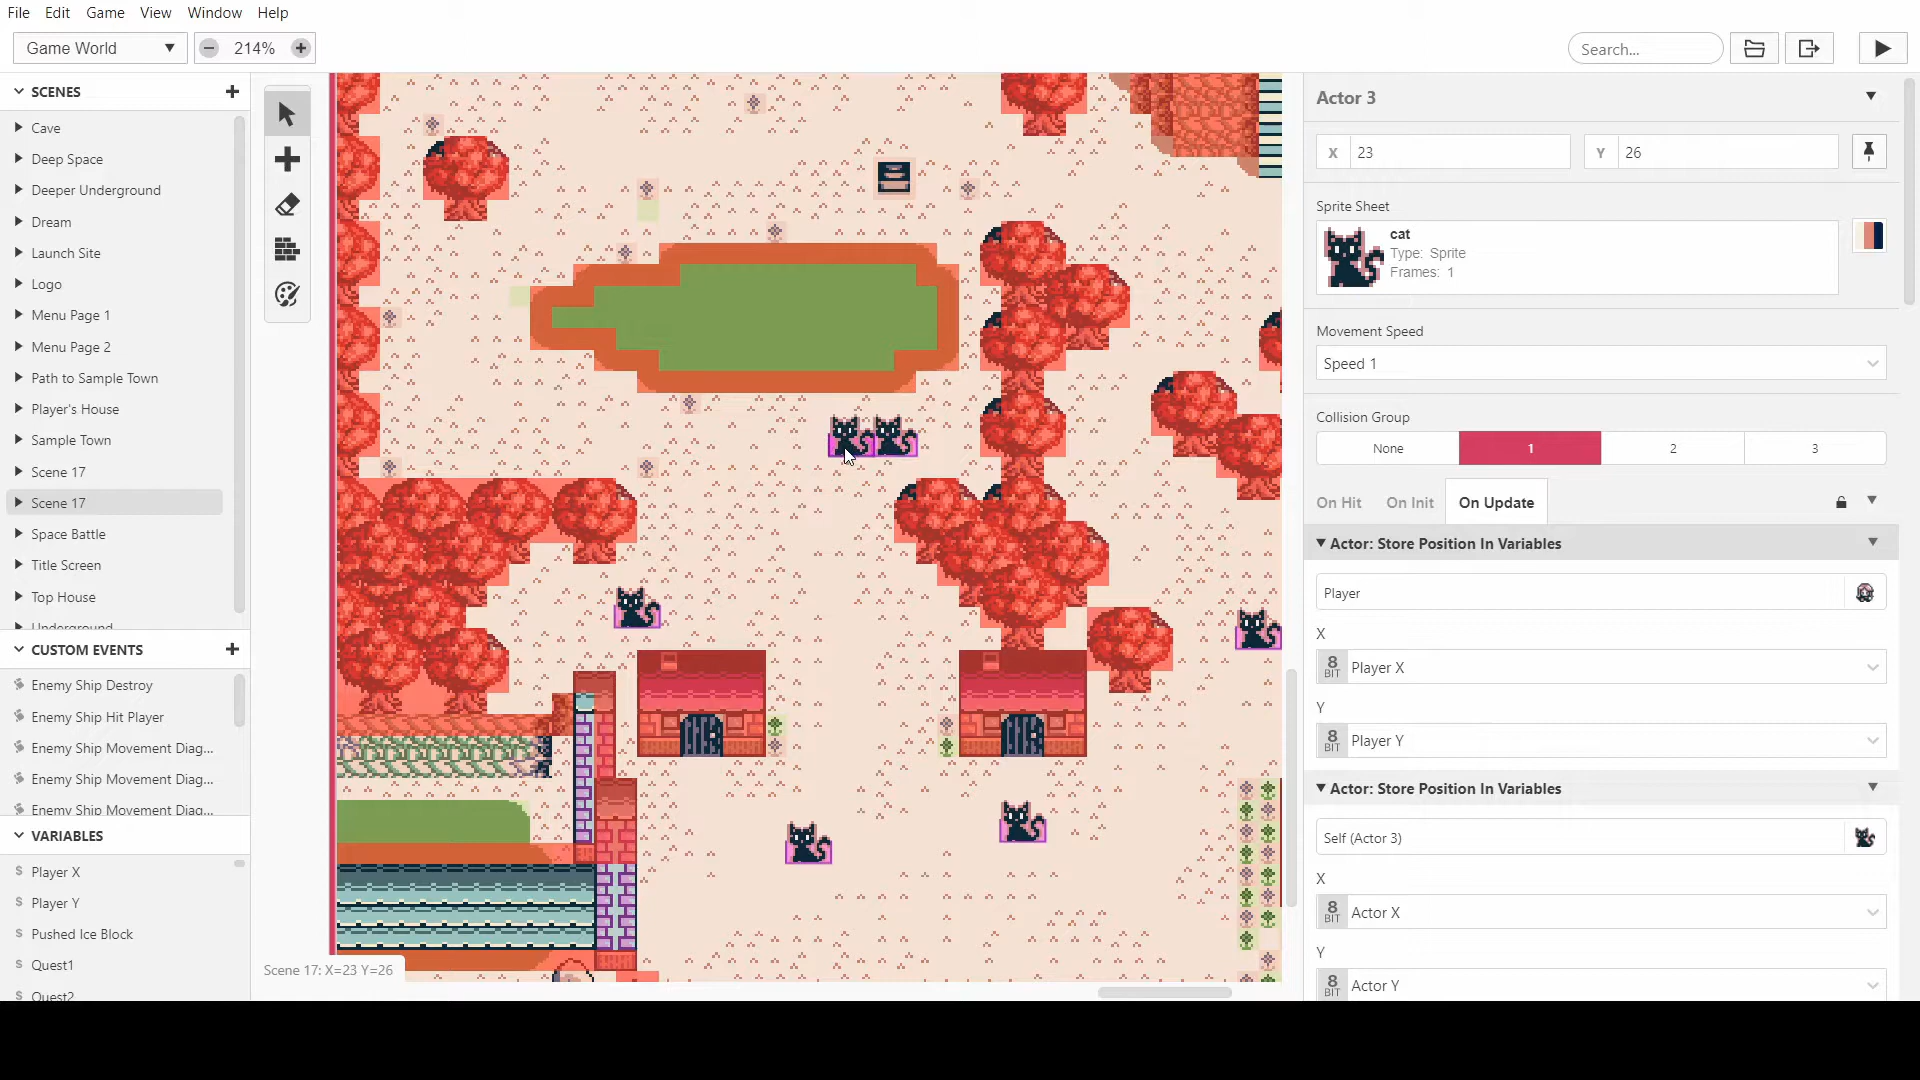 File Edit Game View Window Help
Game World
214%
Search...
SCENES
Cave
Deep Space
Deeper Underground
Dream
Launch Site
Logo
Menu Page 1
Menu Page 2
Path to Sample Town
Player's House
Sample Town
Scene 17
Scene 17
Space Battle
Title Screen
Top House
Underground
CUSTOM EVENTS
Enemy Ship Destroy
Enemy Ship Hit Player
Enemy Ship Movement Diag...
Enemy Ship Movement Diag...
Enemy Ship Movement Diag...
VARIABLES
$ Player X
$ Player Y
$ Pushed Ice Block
$ Quest1
$ Quest2
Scene 17: X=23 Y=26
Actor 3
X 23 Y 26
Sprite Sheet
cat
Type: Sprite
Frames: 1
Movement Speed
Speed 1
Collision Group
None 1 2 3
On Hit On Init On Update
Actor: Store Position In Variables
Player
X
8 BIT Player X
Y
8 BIT Player Y
Actor: Store Position In Variables
Self (Actor 3)
X
8 BIT Actor X
Y
8 BIT Actor Y